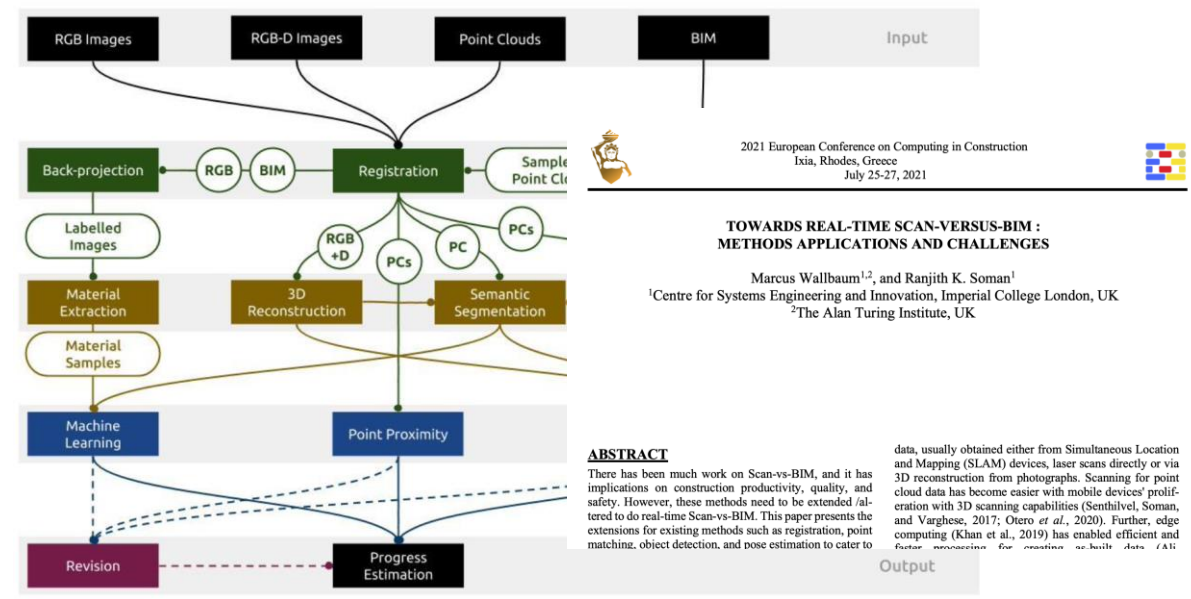 RGB Images
RGB-D Images
Point Clouds
BIM
Input
Back-projection
RGB
BIM
Registration
Sample
Point Clo
Labelled
Images
RGB
+D
PCs
PC
PCs
Material
Extraction
3D
Reconstruction
Semantic
Segmentation
Material
Samples
Machine
Learning
Point Proximity
Revision
Progress
Estimation
Output
2021 European Conference on Computing in Construction
Ixia, Rhodes, Greece
July 25-27, 2021
TOWARDS REAL-TIME SCAN-VERSUS-BIM :
METHODS APPLICATIONS AND CHALLENGES
Marcus Wallbaum1,2, and Ranjith K. Soman1
1Centre for Systems Engineering and Innovation, Imperial College London, UK
2The Alan Turing Institute, UK
ABSTRACT
There has been much work on Scan-vs-BIM, and it has
implications on construction productivity, quality, and
safety. However, these methods need to be extended /al-
tered to do real-time Scan-vs-BIM. This paper presents the
extensions for existing methods such as registration, point
matching, object detection, and pose estimation to cater to
data, usually obtained either from Simultaneous Location
and Mapping (SLAM) devices, laser scans directly or via
3D reconstruction from photographs. Scanning for point
cloud data has become easier with mobile devices' prolif-
eration with 3D scanning capabilities (Senthilvel, Soman,
and Varghese, 2017; Otero et al., 2020). Further, edge
computing (Khan et al., 2019) has enabled efficient and
faster processing for creating as-built data (Ali,